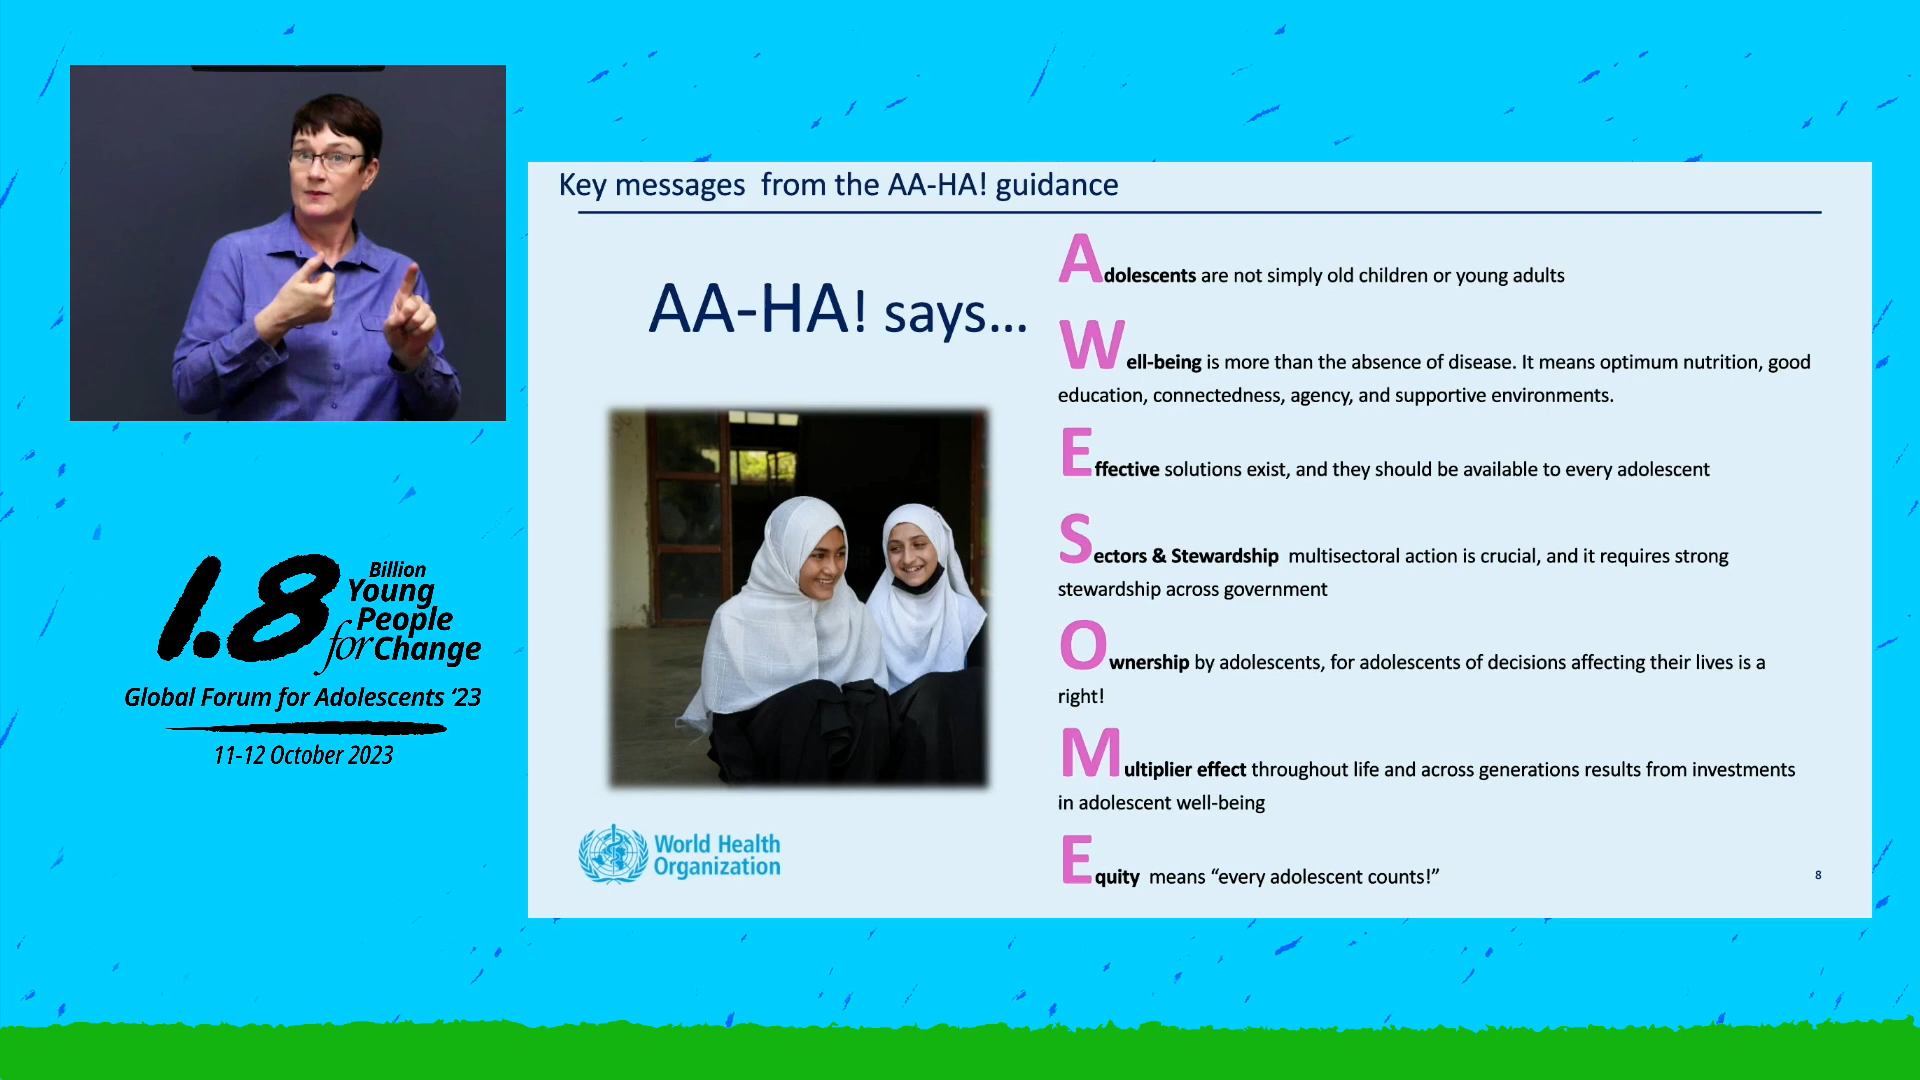 Key messages  from the AA-HA! guidance
AA-HA! says...
Adolescents are not simply old children or young adults
Well-being is more than the absence of disease. It means optimum nutrition, good
education, connectedness, agency, and supportive environments.
Effective solutions exist, and they should be available to every adolescent
Sectors & Stewardship  multisectoral action is crucial, and it requires strong
stewardship across government
Ownership by adolescents, for adolescents of decisions affecting their lives is a
right!
Multiplier effect throughout life and across generations results from investments
in adolescent well-being
Equity  means “every adolescent counts!”
World Health
Organization
8
1.8 Billion
Young
People
for Change
Global Forum for Adolescents ‘23
11-12 October 2023